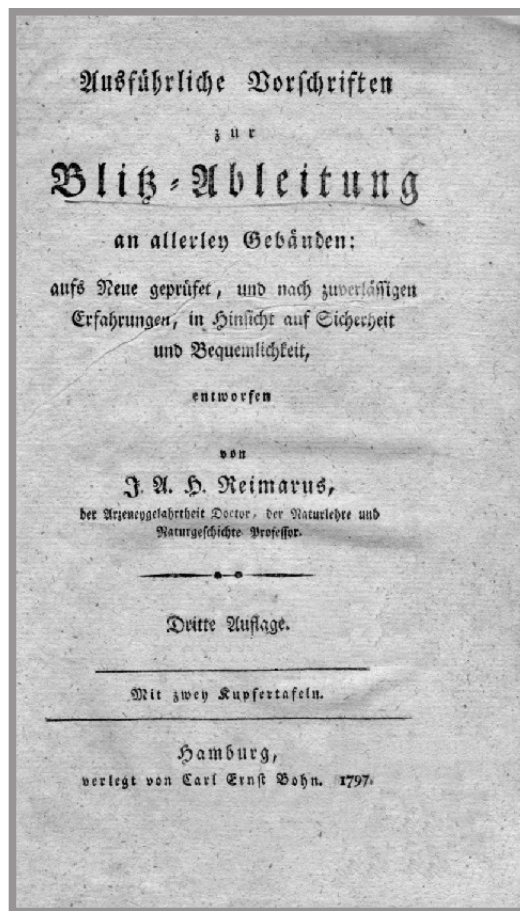 Ausführliche Vorschriften
zur
Blitz-Ableitung
an allerley Gebäuden:
aufs Neue geprüfet, und nach zuverlässigen
Erfahrungen, in Hinsicht auf Sicherheit
und Bequemlichkeit,
entworfen
von
J. A. H. Reimarus,
der Arzeneygelahrtheit Doctor, der Naturlehre und
Naturgeschichte Professor.
Dritte Auflage.
Mit zwey Kupfertafeln.
Hamburg,
verlegt von Carl Ernst Bohn. 1797.